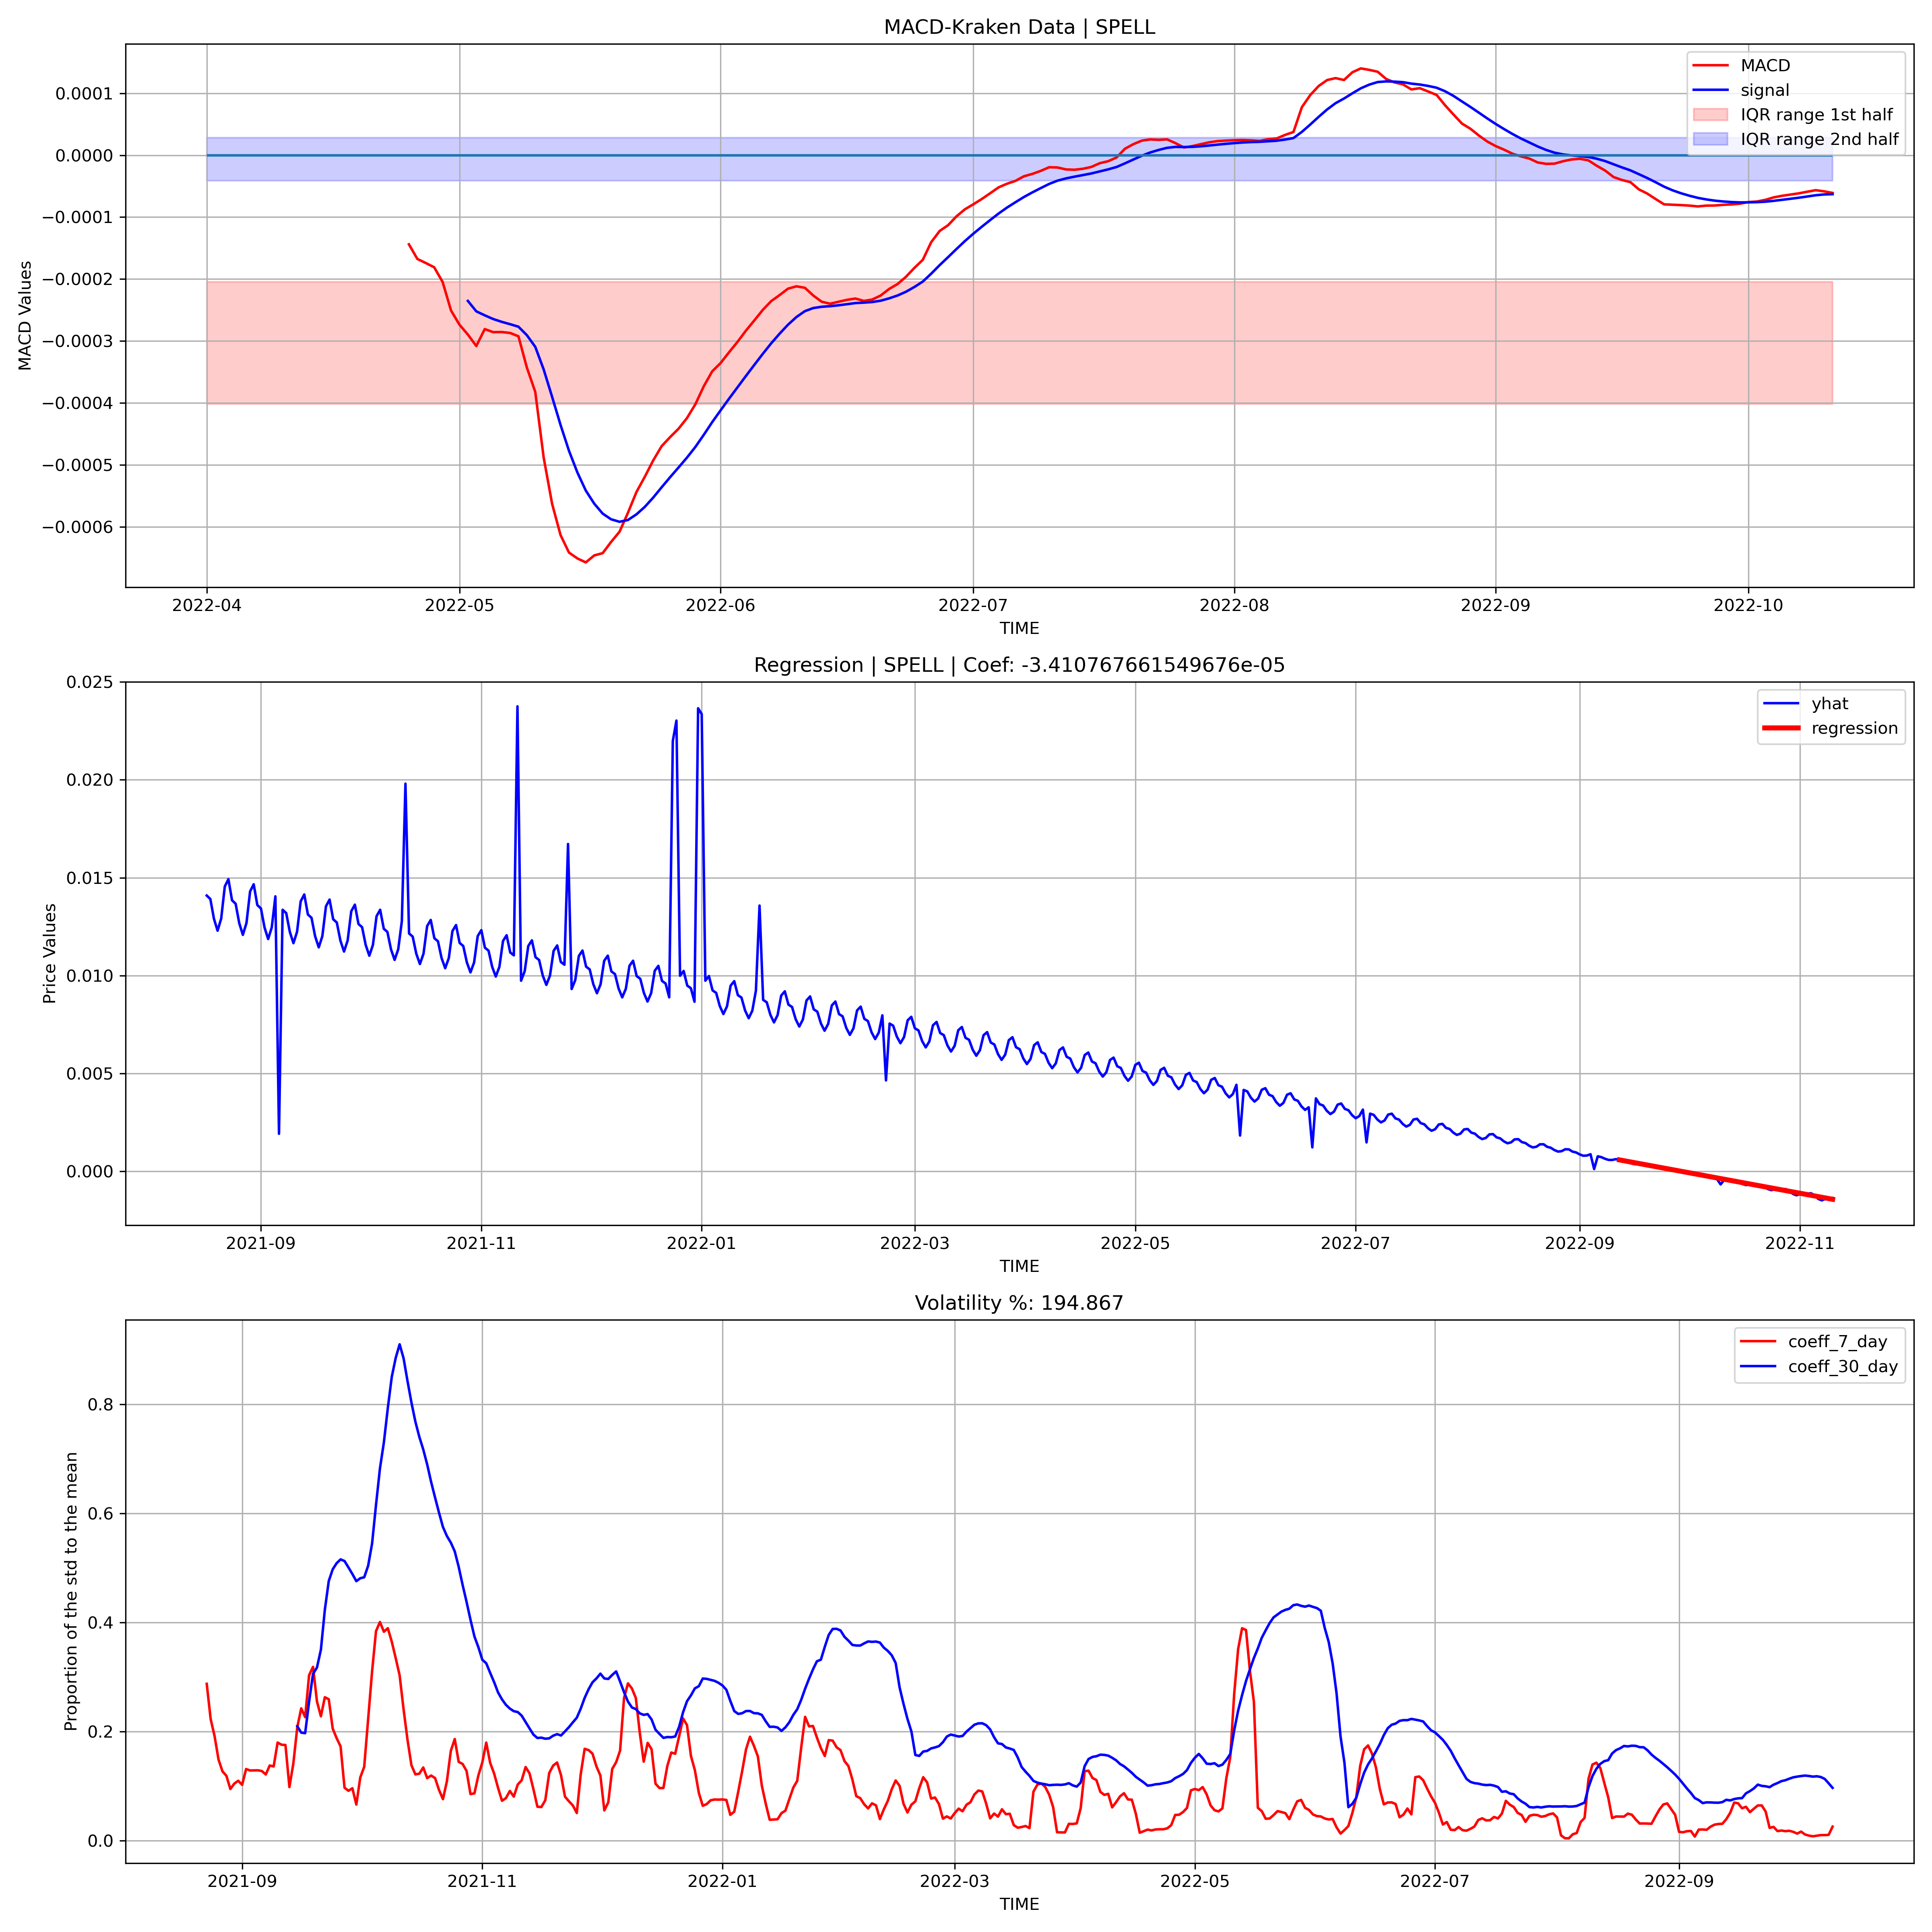 MACD-Kraken Data | SPELL
MACD
signal
IQR range 1st half
IQR range 2nd half
0.0001
0.0000
−0.0001
−0.0002
−0.0003
−0.0004
−0.0005
−0.0006
MACD Values
2022-04 2022-05 2022-06 2022-07 2022-08 2022-09 2022-10
TIME
Regression | SPELL | Coef: -3.410767661549676e-05
yhat
regression
0.025
0.020
0.015
0.010
0.005
0.000
Price Values
2021-09 2021-11 2022-01 2022-03 2022-05 2022-07 2022-09 2022-11
TIME
Volatility %: 194.867
coeff_7_day
coeff_30_day
0.8
0.6
0.4
0.2
0.0
Proportion of the std to the mean
2021-09 2021-11 2022-01 2022-03 2022-05 2022-07 2022-09
TIME